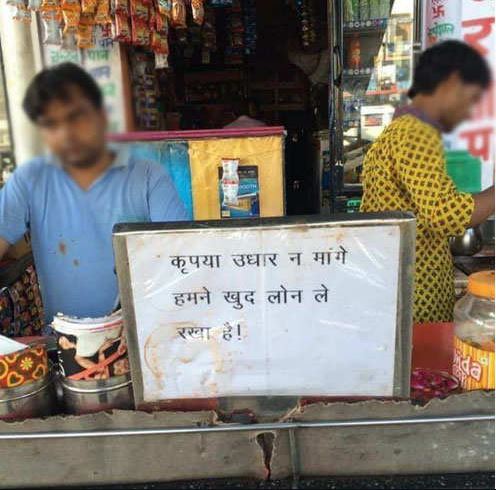 कृपया उधार न मांगे
हमने खुद लोन ले
रखा है!